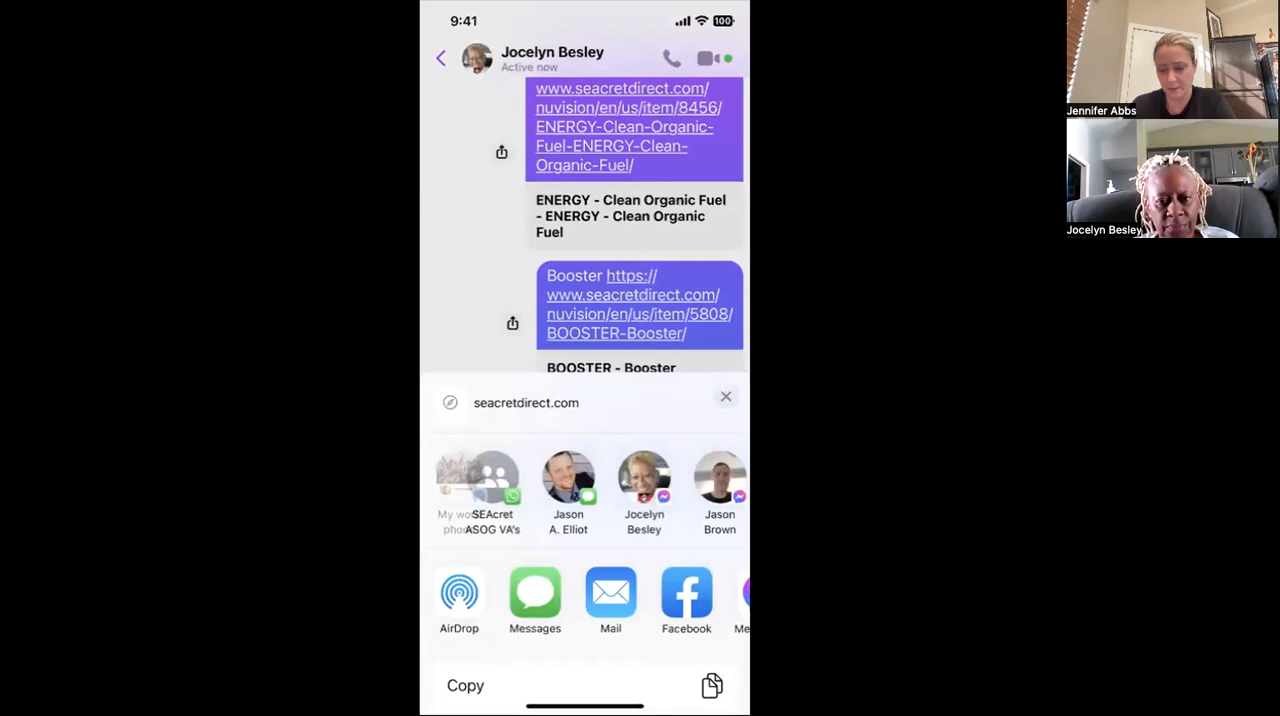 9:41
100
Jocelyn Besley
Active now
www.seacretdirect.com/
nuvision/en/us/item/8456/
ENERGY-Clean-Organic-
Fuel-ENERGY-Clean-
Organic-Fuel/
ENERGY - Clean Organic Fuel
- ENERGY - Clean Organic
Fuel
Booster https://
www.seacretdirect.com/
nuvision/en/us/item/5808/
BOOSTER-Booster/
BOOSTER - Booster
seacretdirect.com
SEAcret
ASOG VA's
Jason
A. Elliot
Jocelyn
Besley
Jason
Brown
AirDrop
Messages
Mail
Facebook
Copy
Jennifer Abbs
Jocelyn Besley